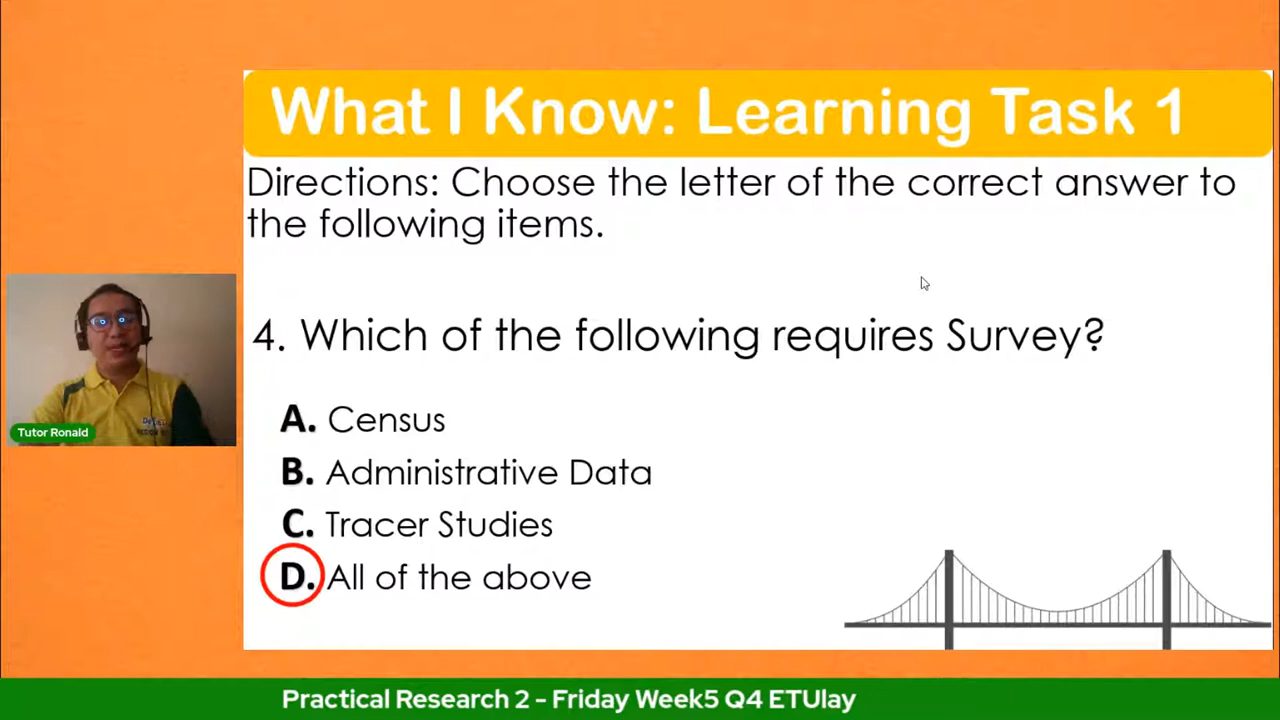 What I Know: Learning Task 1
Directions: Choose the letter of the correct answer to
the following items.
4. Which of the following requires Survey?
A. Census
B. Administrative Data
C. Tracer Studies
D. All of the above
Tutor Ronald
Practical Research 2 - Friday Week5 Q4 ETUlay